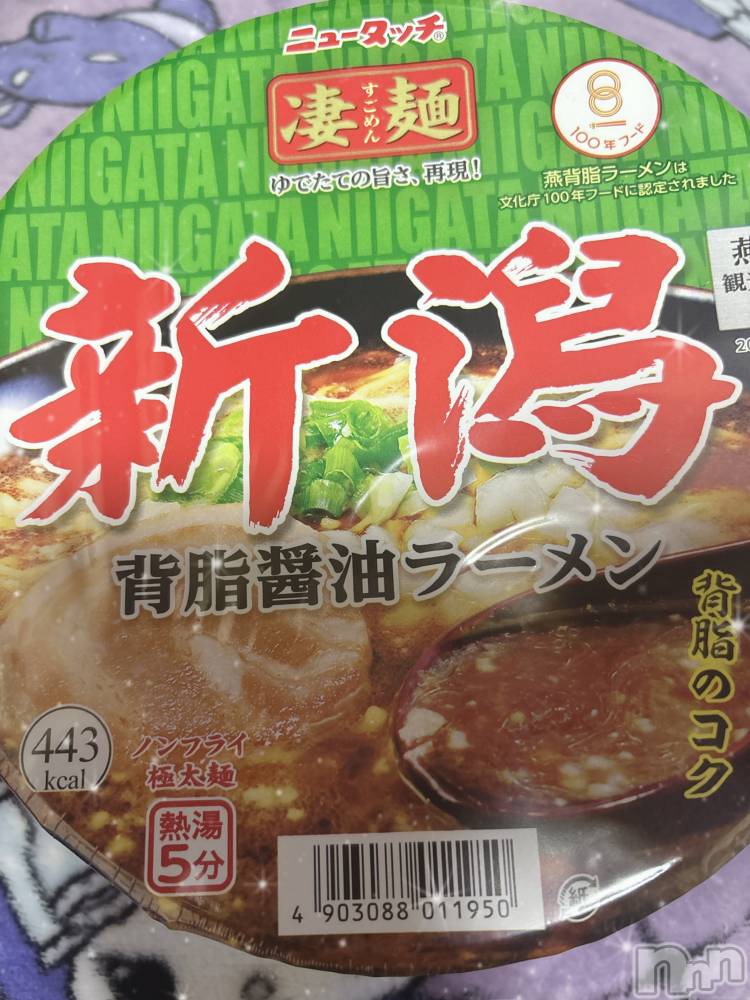 ニュータッチ®
凄麺
すごめん
ゆでたての旨さ、再現!
100年フード
燕背脂ラーメンは
文化庁100年フードに認定されました
NIIGATA NIIGATA NIIGATA
燕
観
20
新潟
背脂醤油ラーメン
背脂のコク
443
kcal
ノンフライ
極太麺
熱湯
5分
4 903088 011950
紙
nnn